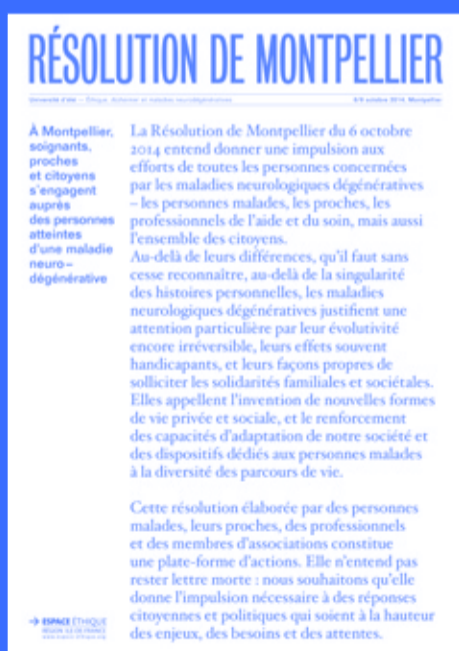 RÉSOLUTION DE MONTPELLIER
Université d'été – Éthique, Alzheimer et maladies neurodégénératives
6/8 octobre 2014, Montpellier
À Montpellier,
soignants,
proches
et citoyens
s'engagent
auprès
des personnes
atteintes
d'une maladie
neuro–
dégénérative
La Résolution de Montpellier du 6 octobre
2014 entend donner une impulsion aux
efforts de toutes les personnes concernées
par les maladies neurologiques dégénératives
– les personnes malades, les proches, les
professionnels de l'aide et du soin, mais aussi
l'ensemble des citoyens.
Au-delà de leurs différences, qu'il faut sans
cesse reconnaître, au-delà de la singularité
des histoires personnelles, les maladies
neurologiques dégénératives justifient une
attention particulière par leur évolutivité
encore irréversible, leurs effets souvent
handicapants, et leurs façons propres de
solliciter les solidarités familiales et sociétales.
Elles appellent l'invention de nouvelles formes
de vie privée et sociale, et le renforcement
des capacités d'adaptation de notre société et
des dispositifs dédiés aux personnes malades
à la diversité des parcours de vie.
Cette résolution élaborée par des personnes
malades, leurs proches, des professionnels
et des membres d'associations constitue
une plate-forme d'actions. Elle n'entend pas
rester lettre morte : nous souhaitons qu'elle
donne l'impulsion nécessaire à des réponses
citoyennes et politiques qui soient à la hauteur
des enjeux, des besoins et des attentes.
→ ESPACE ÉTHIQUE
RÉGION ILE-DE-FRANCE
www.espace-ethique.org